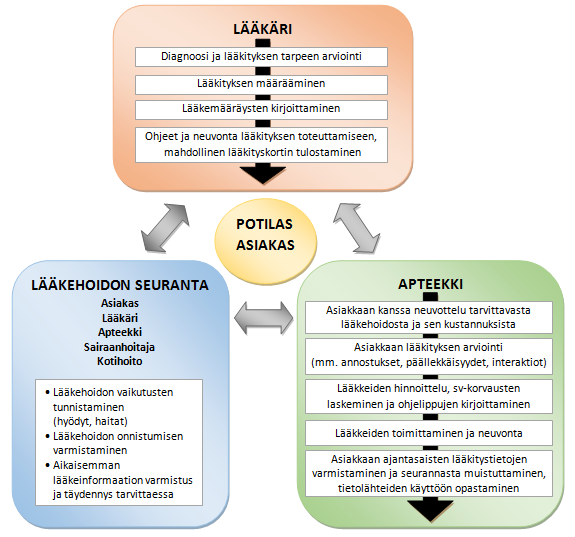 LÄÄKÄRI
Diagnoosi ja lääkityksen tarpeen arviointi
Lääkityksen määrääminen
Lääkemääräysten kirjoittaminen
Ohjeet ja neuvonta lääkityksen toteuttamiseen,
mahdollinen lääkityskortin tulostaminen
POTILAS
ASIAKAS
LÄÄKEHOIDON SEURANTA
Asiakas
Lääkäri
Apteekki
Sairaanhoitaja
Kotihoito
• Lääkehoidon vaikutusten
tunnistaminen
(hyödyt, haitat)
• Lääkehoidon onnistumisen
varmistaminen
• Aikaisemman
lääkeinformaation varmistus
ja täydennys tarvittaessa
APTEEKKI
Asiakkaan kanssa neuvottelu tarvittavasta
lääkehoidosta ja sen kustannuksista
Asiakkaan lääkityksen arviointi
(mm. annostukset, päällekkäisyydet, interaktiot)
Lääkkeiden hinnoittelu, sv-korvausten
laskeminen ja ohjelippujen kirjoittaminen
Lääkkeiden toimittaminen ja neuvonta
Asiakkaan ajantasaisten lääkitystietojen
varmistaminen ja seurannasta muistuttaminen,
tietolähteiden käyttöön opastaminen